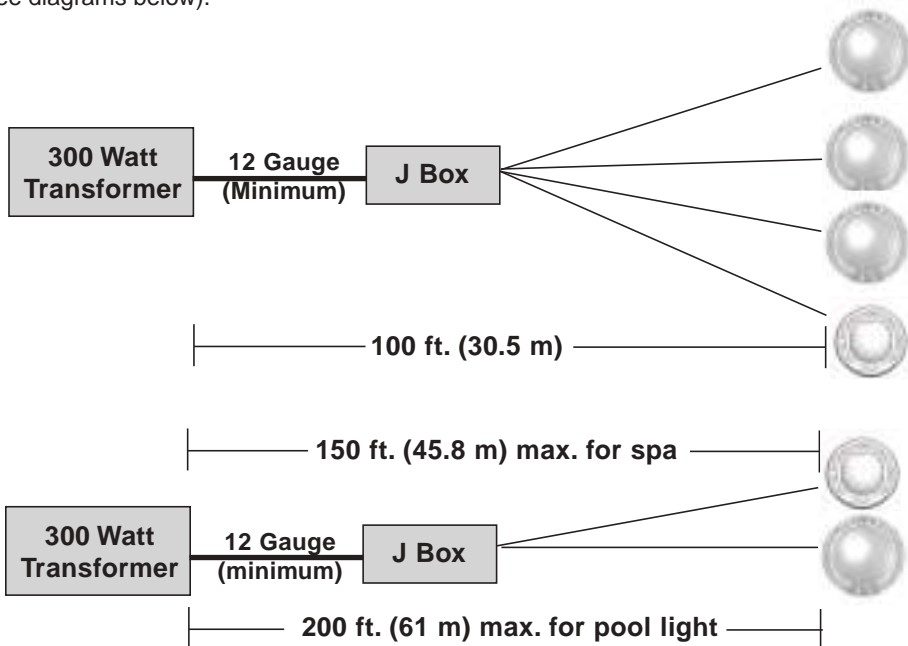 ee diagrams below).
300 Watt
Transformer
12 Gauge
(Minimum)
J Box
100 ft. (30.5 m)
150 ft. (45.8 m) max. for spa
300 Watt
Transformer
12 Gauge
(minimum)
J Box
200 ft. (61 m) max. for pool light